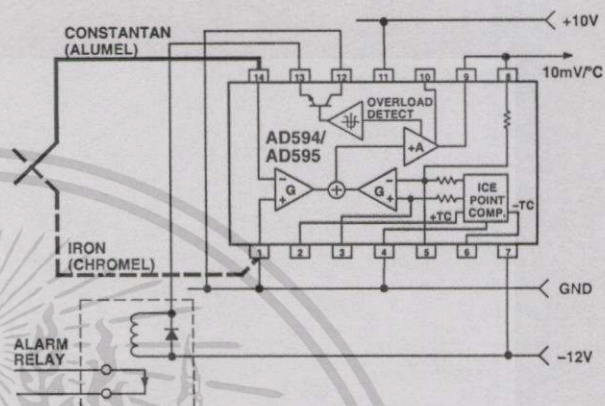 CONSTANTAN
(ALUMEL)
+10V
10mV/°C
14 13 12 11 10 9 8
OVERLOAD
DETECT
AD594/
AD595
+A
G
G
ICE
POINT
COMP.
+TC
–TC
1 2 3 4 5 6 7
IRON
(CHROMEL)
GND
–12V
ALARM
RELAY